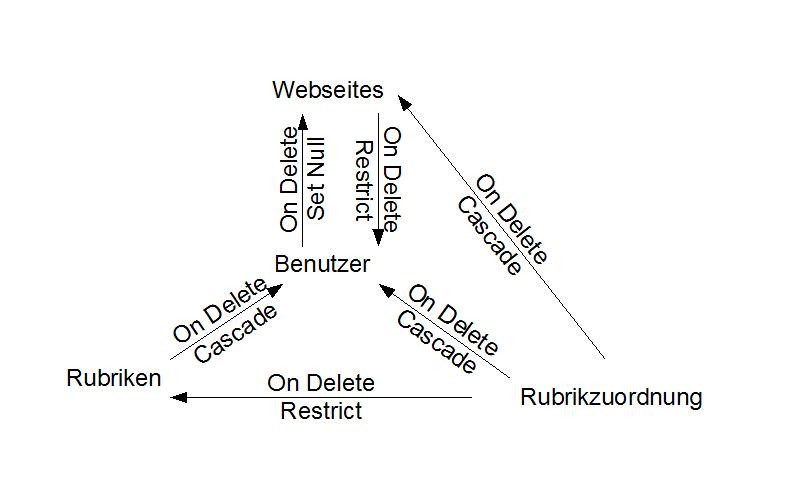 Webseites
On Delete
Set Null
On Delete
Restrict
On Delete
Cascade
Benutzer
On Delete
Cascade
On Delete
Cascade
Rubriken
On Delete
Restrict
Rubrikzuordnung